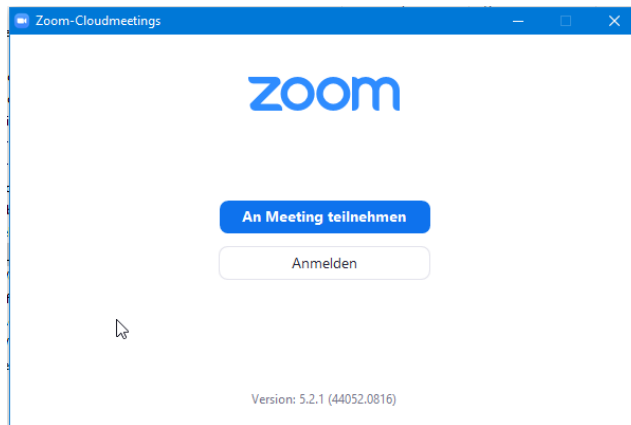 Zoom-Cloudmeetings
zoom
An Meeting teilnehmen
Anmelden
Version: 5.2.1 (44052.0816)